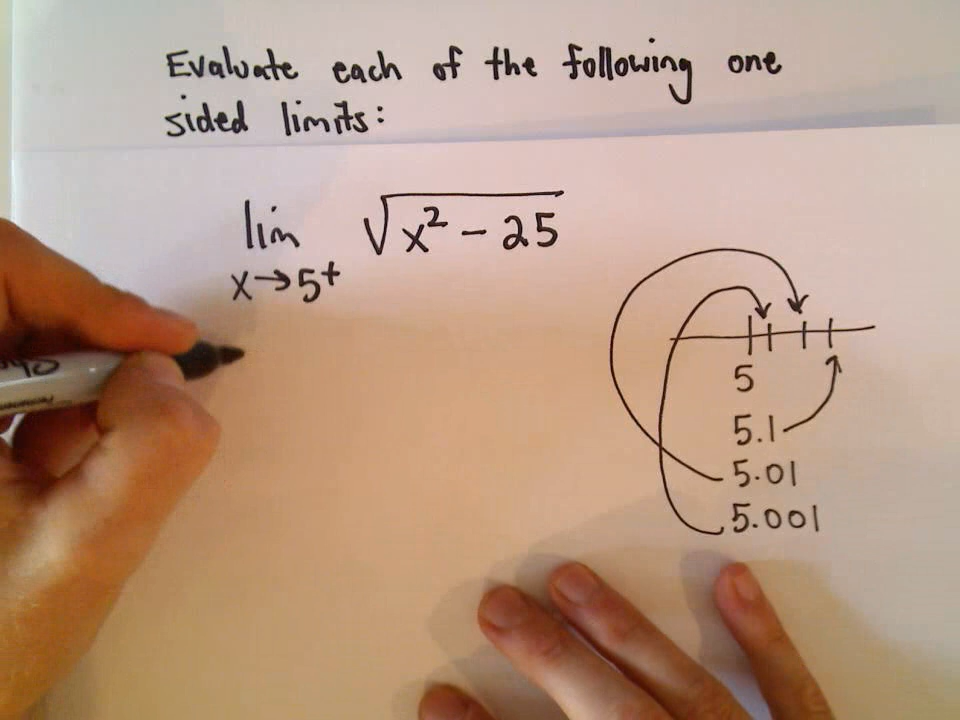 Evaluate each of the following one
sided limits:
lim √(x² - 25)
x→5⁺
5
5.1
5.01
5.001